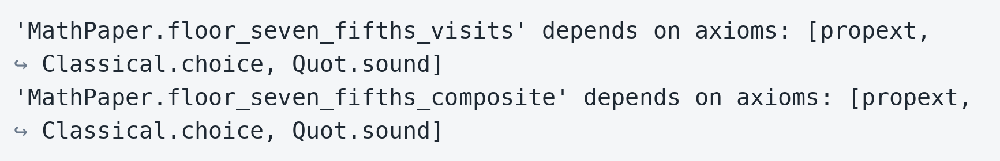 'MathPaper.floor_seven_fifths_visits' depends on axioms: [propext,
↪ Classical.choice, Quot.sound]
'MathPaper.floor_seven_fifths_composite' depends on axioms: [propext,
↪ Classical.choice, Quot.sound]